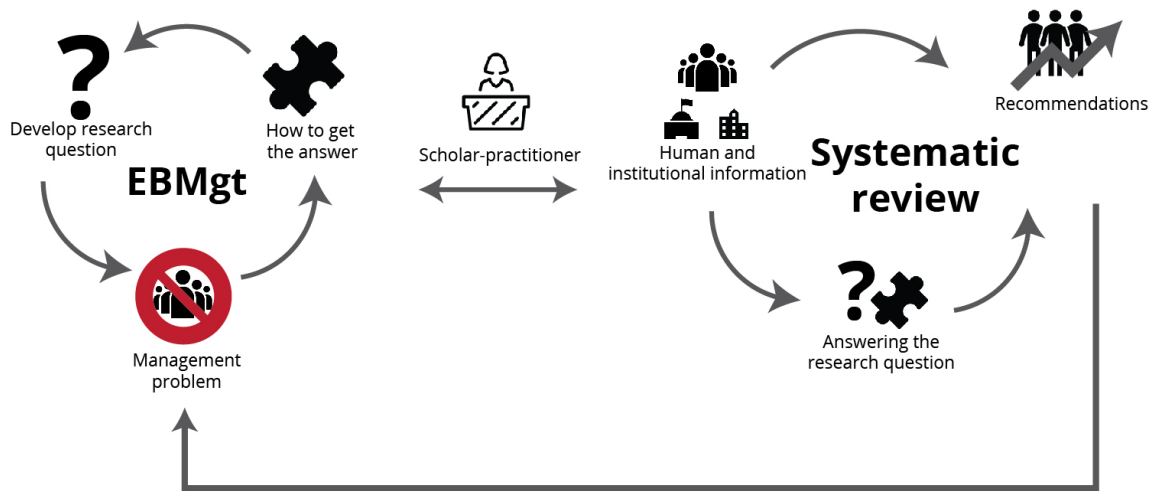 Develop research
question
How to get
the answer
EBMgt
Management
problem
Scholar-practitioner
Human and
institutional information
Systematic
review
Recommendations
Answering the
research question